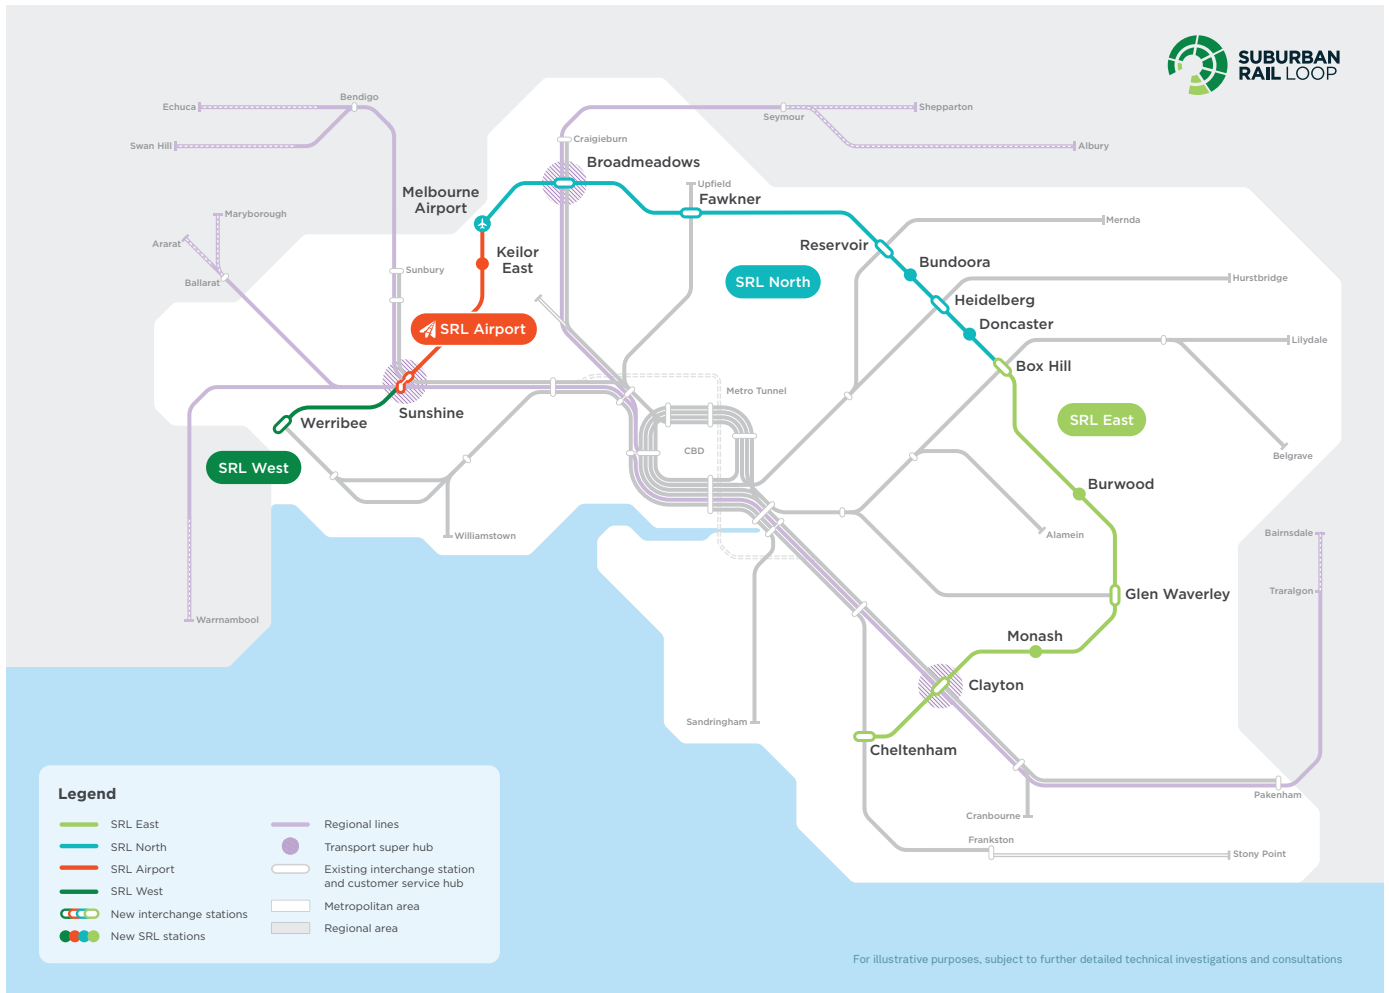 SUBURBAN
RAIL LOOP
Echuca
Bendigo
Swan Hill
Seymour
Shepparton
Albury
Craigieburn
Broadmeadows
Melbourne
Airport
Upfield
Fawkner
Maryborough
Ararat
Ballarat
Sunbury
Keilor
East
Reservoir
Mernda
Bundoora
SRL North
Heidelberg
Hurstbridge
Doncaster
SRL Airport
Lilydale
Box Hill
Metro Tunnel
Sunshine
Werribee
SRL East
CBD
Belgrave
SRL West
Burwood
Williamstown
Alamein
Bairnsdale
Traralgon
Glen Waverley
Warrnambool
Monash
Clayton
Sandringham
Cheltenham
Pakenham
Cranbourne
Frankston
Stony Point
Legend
SRL East
SRL North
SRL Airport
SRL West
New interchange stations
New SRL stations
Regional lines
Transport super hub
Existing interchange station
and customer service hub
Metropolitan area
Regional area
For illustrative purposes, subject to further detailed technical investigations and consultations